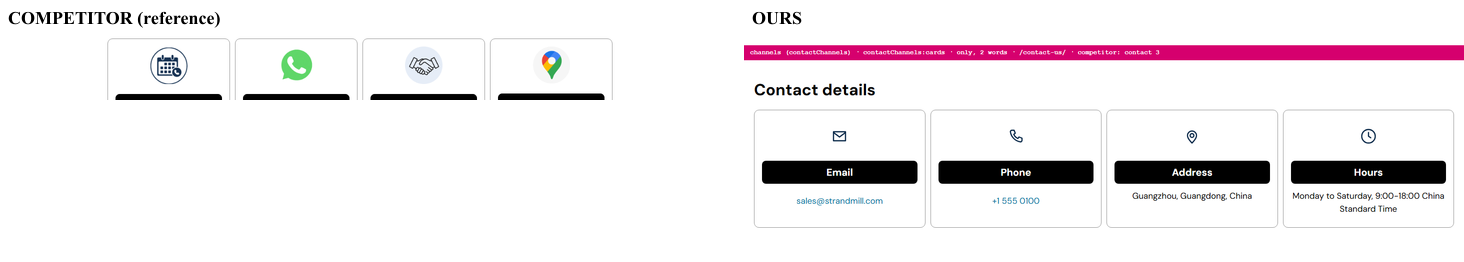 COMPETITOR (reference)
OURS
channels (contactChannels) · contactChannels:cards · only, 2 words · /contact-us/ · competitor: contact 3
Contact details
Email
Phone
Address
Hours
sales@strandmill.com
+1 555 0100
Guangzhou, Guangdong, China
Monday to Saturday, 9:00-18:00 China
Standard Time